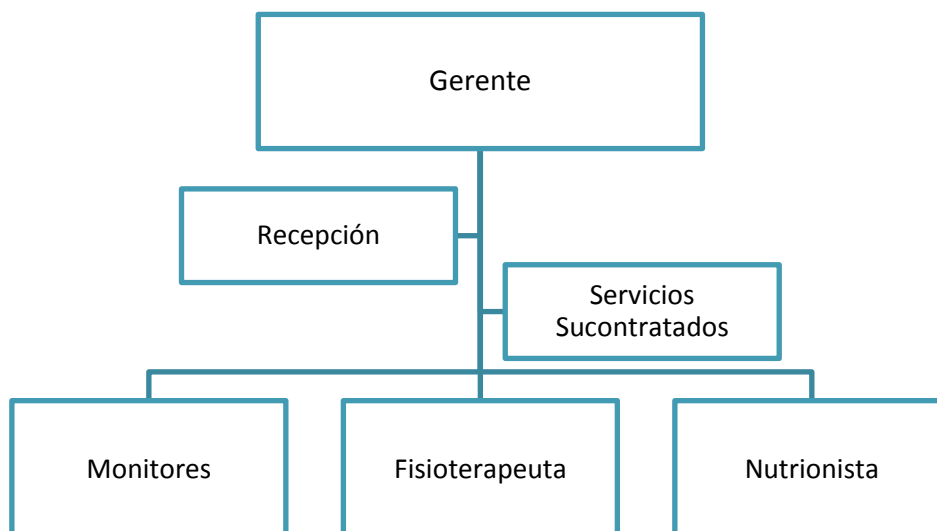 Gerente
Recepción
Servicios
Sucontratados
Monitores
Fisioterapeuta
Nutrionista